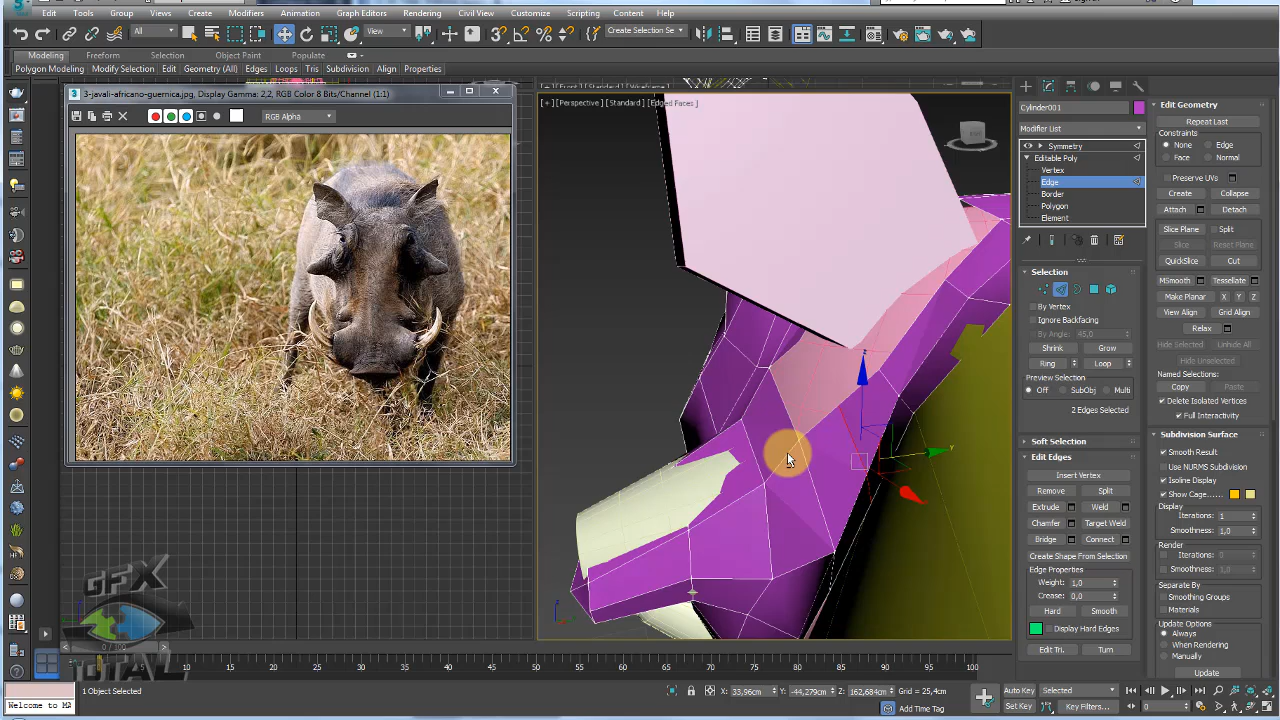 Edit Tools Group Views Create Modifiers Animation Graph Editors Rendering Civil View Customize Scripting Content Help
All View Create Selection Se
Modeling Freeform Selection Object Paint Populate
Polygon Modeling Modify Selection Edit Geometry (All) Edges Loops Tris Subdivision Align Properties
3-javali-africano-guernica.jpg, Display Gamma: 2,2, RGB Color 8 Bits/Channel (1:1)
RGB Alpha
[+][Perspective][Standard][Edged Faces]
Cylinder001
Modifier List
Symmetry
Editable Poly
Vertex
Edge
Border
Polygon
Element
Selection
By Vertex
Ignore Backfacing
By Angle: 45,0
Shrink Grow
Ring Loop
Preview Selection
Off SubObj Multi
2 Edges Selected
Soft Selection
Edit Edges
Insert Vertex
Remove Split
Extrude Weld
Chamfer Target Weld
Bridge Connect
Create Shape From Selection
Edge Properties
Weight: 1,0
Crease: 0,0
Hard Smooth
Display Hard Edges
Edit Tri. Turn
Edit Geometry
Repeat Last
Constraints
None Edge
Face Normal
Preserve UVs
Create Collapse
Attach Detach
Slice Plane Split
Slice Reset Plane
QuickSlice Cut
MSmooth Tessellate
Make Planar X Y Z
View Align Grid Align
Relax
Hide Selected Unhide All
Hide Unselected
Named Selections:
Copy Paste
Delete Isolated Vertices
Full Interactivity
Subdivision Surface
Smooth Result
Use NURMS Subdivision
Isoline Display
Show Cage......
Display
Iterations: 1
Smoothness: 1,0
Render
Iterations: 0
Smoothness: 1,0
Separate By
Smoothing Groups
Materials
Update Options
Always
When Rendering
Manually
Update
GFX
TOTAL
0 / 100
10 15 20 25 30 35 40 45 50 55 60 65 70 75 80 85 90 95 100
1 Object Selected
X: 33,96cm Y: -44,279cm Z: 162,684cm Grid = 25,4cm
Auto Key Selected
Welcome to MA
Add Time Tag
Set Key Key Filters...
0